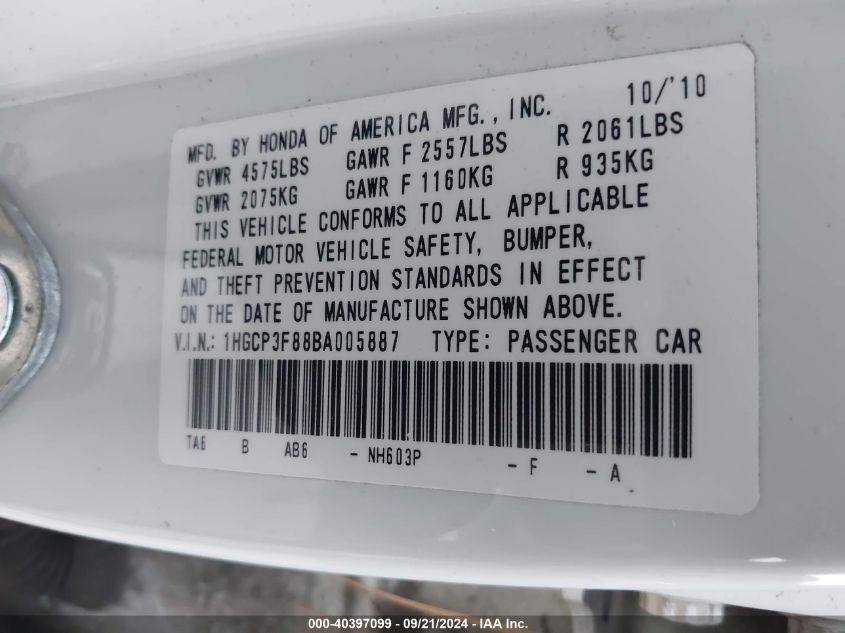 10/'10
MFD. BY HONDA OF AMERICA MFG., INC.
GVWR 4575LBS GAWR F 2557LBS R 2061LBS
GVWR 2075KG GAWR F 1160KG R 935KG
THIS VEHICLE CONFORMS TO ALL APPLICABLE
FEDERAL MOTOR VEHICLE SAFETY, BUMPER,
AND THEFT PREVENTION STANDARDS IN EFFECT
ON THE DATE OF MANUFACTURE SHOWN ABOVE.
V.I.N.: 1HGCP3F88BA005887 TYPE: PASSENGER CAR
TA6 B AB6 - NH603P - F - A
000-40397099 - 09/21/2024 - IAA Inc.